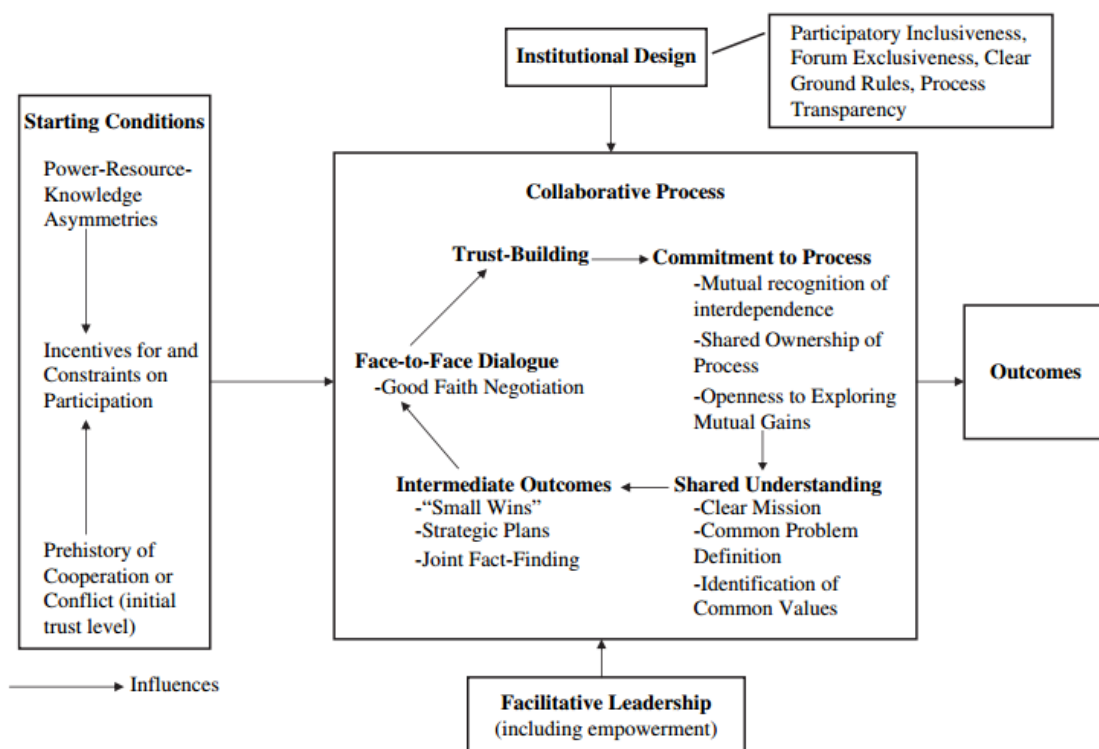 Institutional Design
Participatory Inclusiveness,
Forum Exclusiveness, Clear
Ground Rules, Process
Transparency
Starting Conditions
Power-Resource-
Knowledge
Asymmetries
Incentives for and
Constraints on
Participation
Prehistory of
Cooperation or
Conflict (initial
trust level)
Collaborative Process
Trust-Building
Commitment to Process
-Mutual recognition of
interdependence
-Shared Ownership of
Process
-Openness to Exploring
Mutual Gains
Face-to-Face Dialogue
-Good Faith Negotiation
Intermediate Outcomes
-“Small Wins”
-Strategic Plans
-Joint Fact-Finding
Shared Understanding
-Clear Mission
-Common Problem
Definition
-Identification of
Common Values
Outcomes
Influences
Facilitative Leadership
(including empowerment)